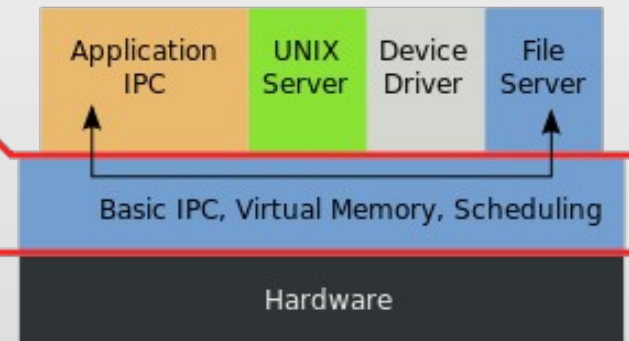 Application
IPC
UNIX
Server
Device
Driver
File
Server
Basic IPC, Virtual Memory, Scheduling
Hardware